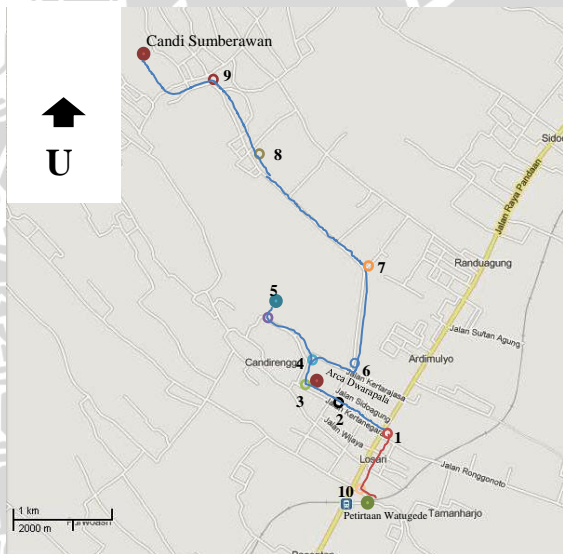 Candi Sumberawan
9
U
8
Sido
Jalan Raya Pandaan
7
Randuagung
5
Jalan Sultan Agung
4
Candirengg
6
Ardimulyo
Jalan Kertarajasa
Arca Dwarapala
3
Jalan Sidoagung
2
Jalan Kertanegara
1
Jalan Wijaya
Losari
Jalan Ronggonoto
10
1 km
2000 m
Petirtaan Watugede
Tamanharjo